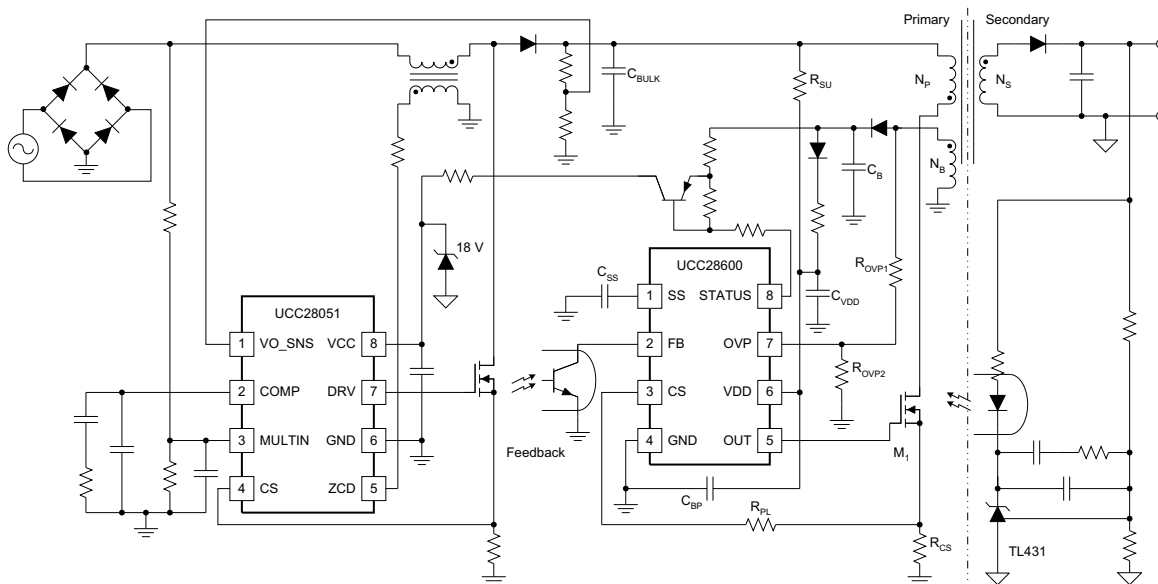 Primary
Secondary
C_BULK
R_SU
N_P
N_S
C_B
N_B
18 V
UCC28600
R_OVP1
C_SS
1 SS STATUS 8
C_VDD
UCC28051
1 VO_SNS VCC 8
2 FB OVP 7
R_OVP2
2 COMP DRV 7
3 CS VDD 6
3 MULTIN GND 6
Feedback
4 GND OUT 5
M_1
4 CS ZCD 5
C_BP
R_PL
R_CS
TL431